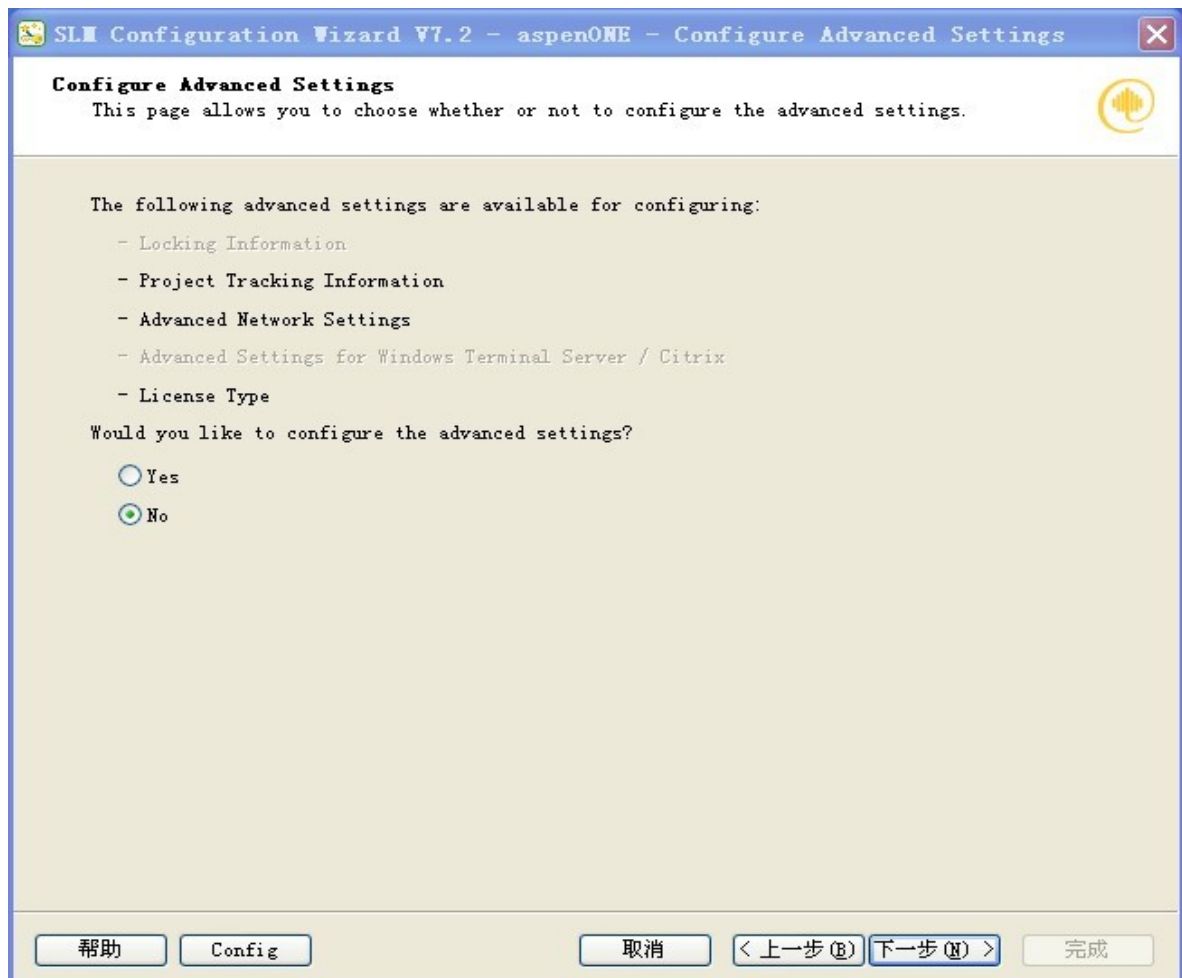 SLM Configuration Wizard V7.2 - aspenONE - Configure Advanced Settings
Configure Advanced Settings
This page allows you to choose whether or not to configure the advanced settings.
The following advanced settings are available for configuring:
- Locking Information
- Project Tracking Information
- Advanced Network Settings
- Advanced Settings for Windows Terminal Server / Citrix
- License Type
Would you like to configure the advanced settings?
Yes
No
帮助 Config 取消 < 上一步(B) 下一步(N) > 完成